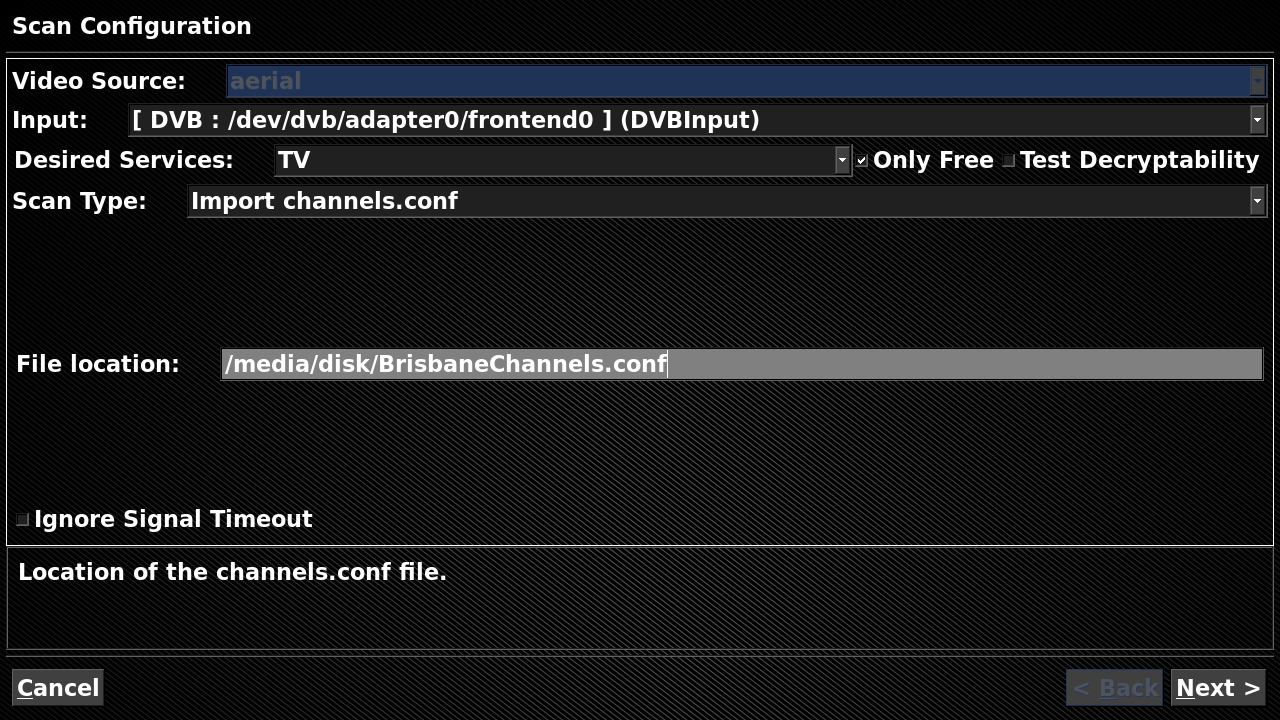 Scan Configuration
Video Source: aerial
Input: [ DVB : /dev/dvb/adapter0/frontend0 ] (DVBInput)
Desired Services: TV Only Free Test Decryptability
Scan Type: Import channels.conf
File location: /media/disk/BrisbaneChannels.conf
Ignore Signal Timeout
Location of the channels.conf file.
Cancel < Back Next >